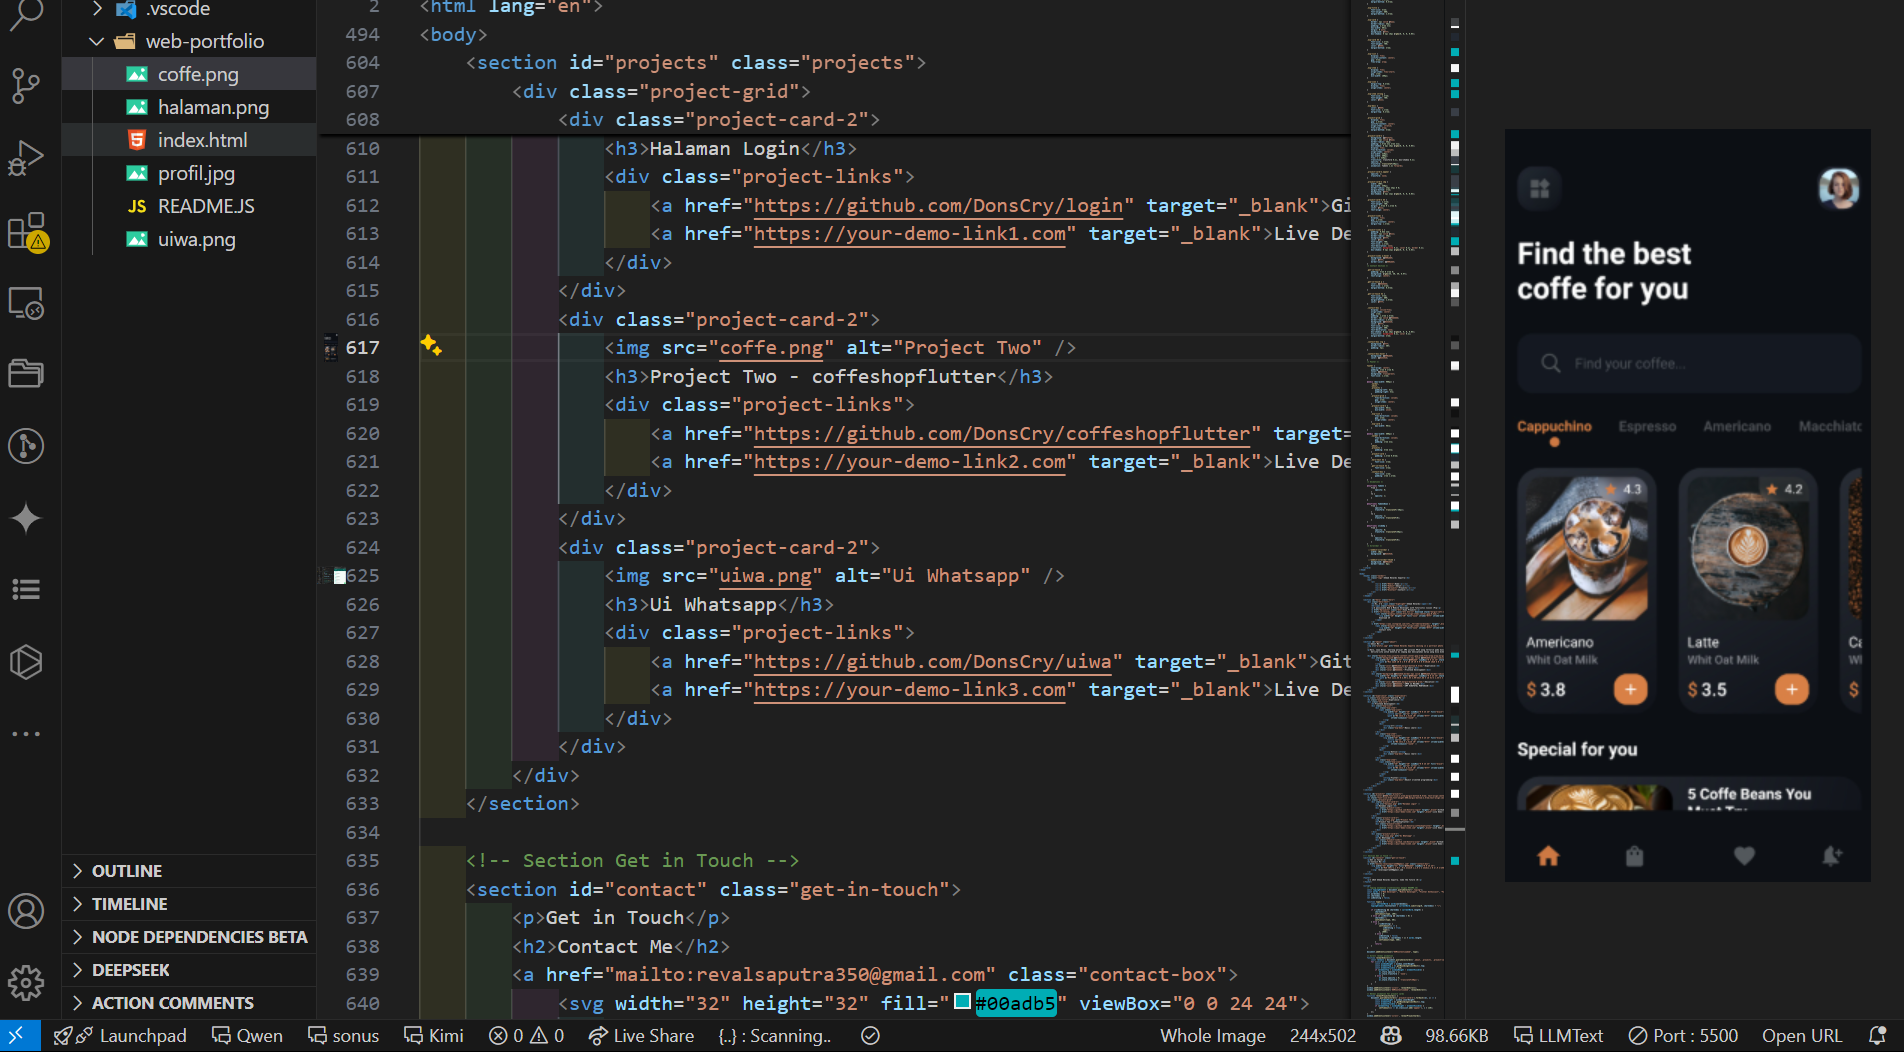 .vscode
web-portfolio
coffe.png
halaman.png
index.html
profil.jpg
JS README.JS
uiwa.png
OUTLINE
TIMELINE
NODE DEPENDENCIES BETA
DEEPSEEK
ACTION COMMENTS
2 <html lang="en">
494 <body>
604 <section id="projects" class="projects">
607 <div class="project-grid">
608 <div class="project-card-2">
610 <h3>Halaman Login</h3>
611 <div class="project-links">
612 <a href="https://github.com/DonsCry/login" target="_blank">Gi
613 <a href="https://your-demo-link1.com" target="_blank">Live De
614 </div>
615 </div>
616 <div class="project-card-2">
617 <img src="coffe.png" alt="Project Two" />
618 <h3>Project Two - coffeshopflutter</h3>
619 <div class="project-links">
620 <a href="https://github.com/DonsCry/coffeshopflutter" target=
621 <a href="https://your-demo-link2.com" target="_blank">Live De
622 </div>
623 </div>
624 <div class="project-card-2">
625 <img src="uiwa.png" alt="Ui Whatsapp" />
626 <h3>Ui Whatsapp</h3>
627 <div class="project-links">
628 <a href="https://github.com/DonsCry/uiwa" target="_blank">Git
629 <a href="https://your-demo-link3.com" target="_blank">Live De
630 </div>
631 </div>
632 </div>
633 </section>
634
635 <!-- Section Get in Touch -->
636 <section id="contact" class="get-in-touch">
637 <p>Get in Touch</p>
638 <h2>Contact Me</h2>
639 <a href="mailto:revalsaputra350@gmail.com" class="contact-box">
640 <svg width="32" height="32" fill="#00adb5" viewBox="0 0 24 24">
Find the best
coffe for you
Find your coffee...
Cappuchino Espresso Americano Macchiato
4.3 4.2
Americano Latte Ca
Whit Oat Milk Whit Oat Milk Wl
$ 3.8 + $ 3.5 + $
Special for you
5 Coffe Beans You
Must Try
Launchpad Qwen sonus Kimi 0 0 Live Share {..} : Scanning.. Whole Image 244x502 98.66KB LLMText Port : 5500 Open URL